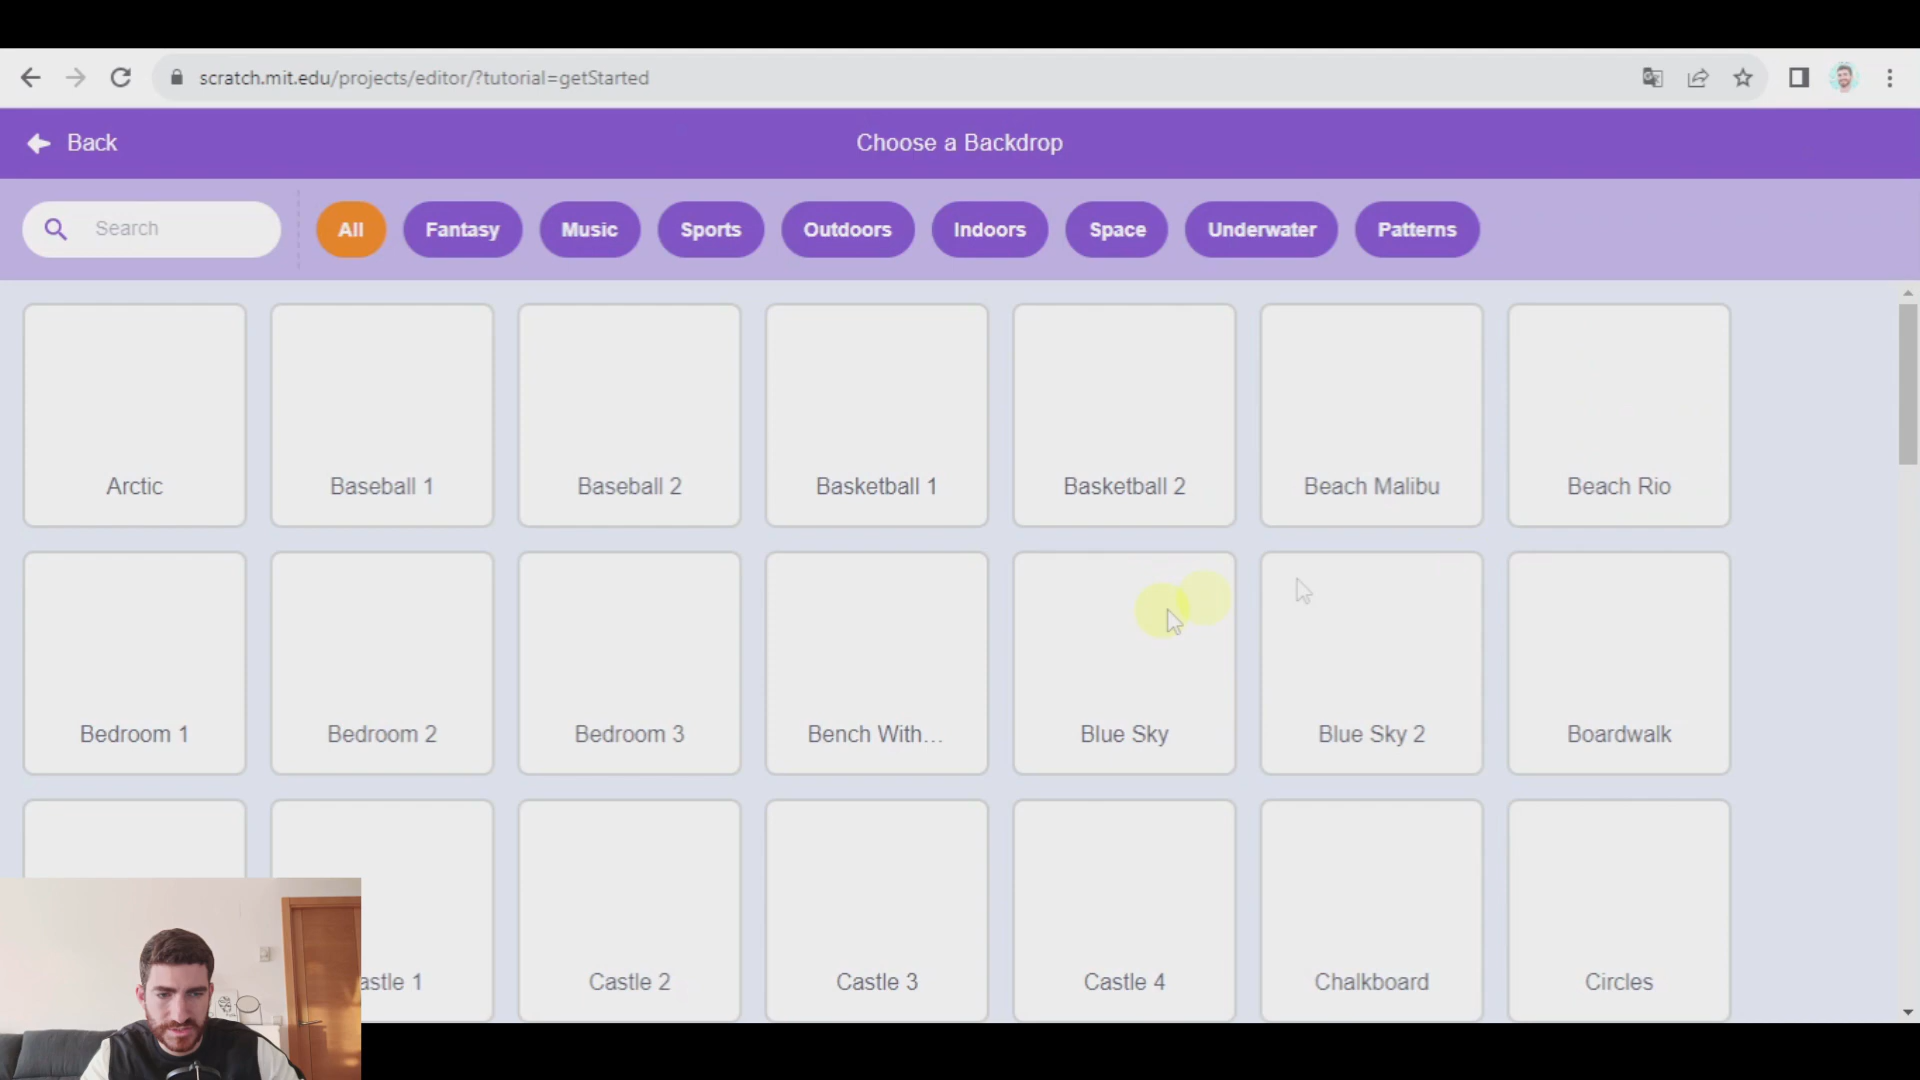 scratch.mit.edu/projects/editor/?tutorial=getStarted
Back
Choose a Backdrop
Search
All
Fantasy
Music
Sports
Outdoors
Indoors
Space
Underwater
Patterns
Arctic
Baseball 1
Baseball 2
Basketball 1
Basketball 2
Beach Malibu
Beach Rio
Bedroom 1
Bedroom 2
Bedroom 3
Bench With...
Blue Sky
Blue Sky 2
Boardwalk
astle 1
Castle 2
Castle 3
Castle 4
Chalkboard
Circles